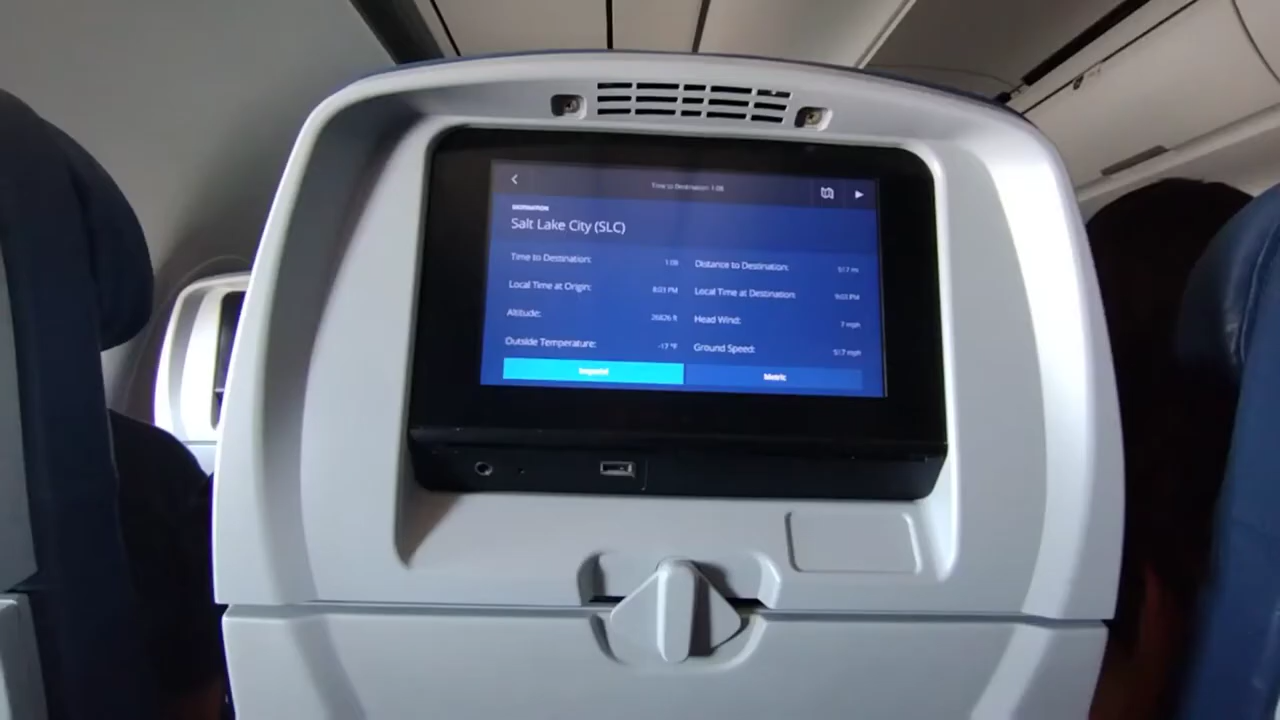 Time to Destination: 1:09
DESTINATION
Salt Lake City (SLC)
Time to Destination: 1:09
Distance to Destination: 517 mi
Local Time at Origin: 8:03 PM
Local Time at Destination: 9:03 PM
Altitude: 26826 ft
Head Wind: 7 mph
Outside Temperature: -17 °F
Ground Speed: 517 mph
Imperial
Metric